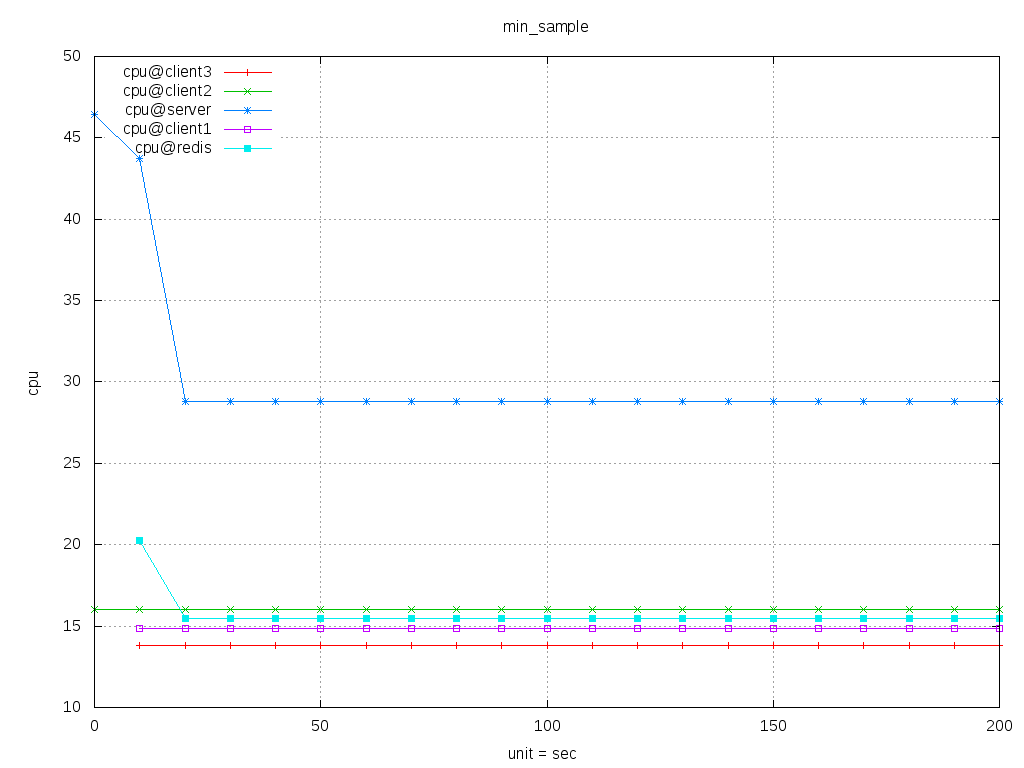 min_sample
50
45
40
35
30
25
20
15
10
cpu
cpu@client3
cpu@client2
cpu@server
cpu@client1
cpu@redis
0 50 100 150 200
unit = sec